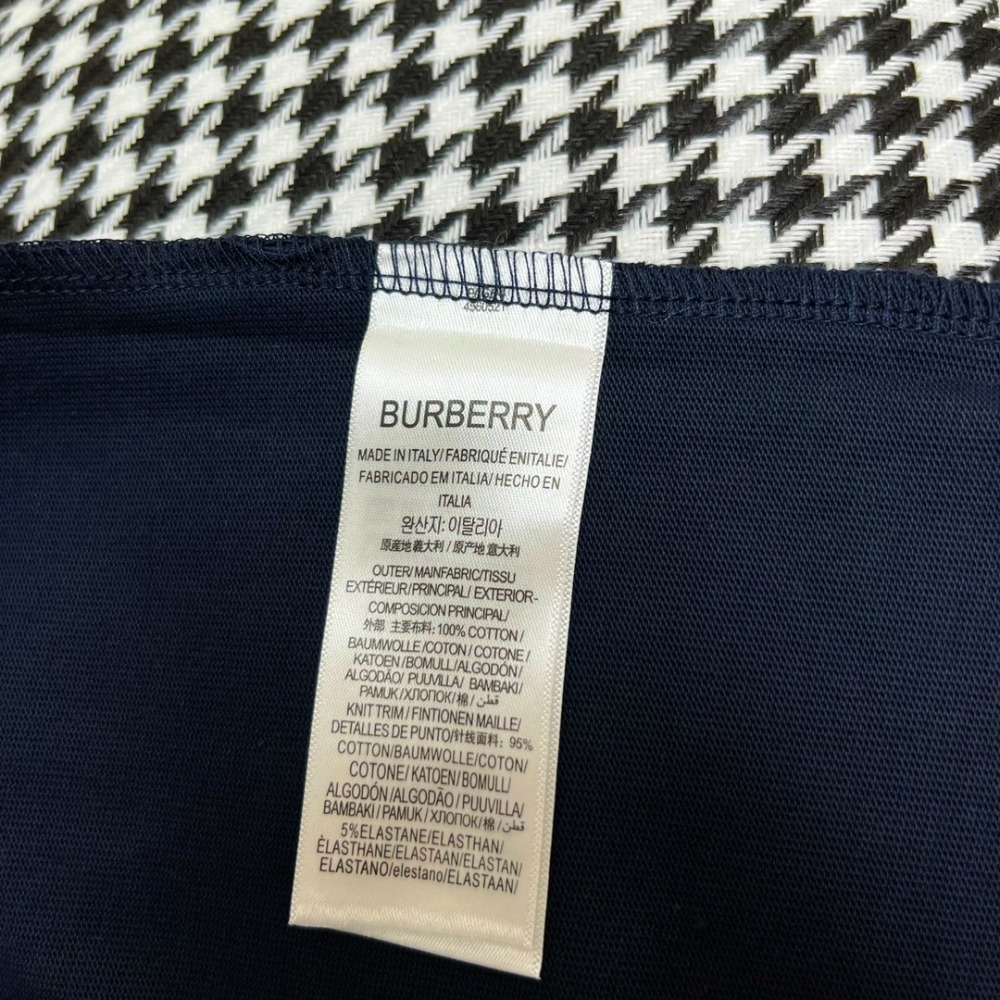 4560521
BURBERRY
MADE IN ITALY/ FABRIQUÉ ENITALIE/
FABRICADO EM ITALIA/ HECHO EN
ITALIA
완산지: 이탈리아
原産地義大利 / 原产地意大利
OUTER/ MAINFABRIC/TISSU
EXTÉRIEUR/PRINCIPAL/ EXTERIOR-
COMPOSICION PRINCIPAL/
外部 主要布料: 100% COTTON /
BAUMWOLLE /COTON / COTONE /
KATOEN /BOMULL/ALGODÓN/
ALGODÃO/ PUUVILLA/ BAMBAKI/
PAMUK / ХЛОПОК/ 棉 / قطن /
KNIT TRIM / FINTIONEN MAILLE/
DETALLES DE PUNTO/针线面料: 95%
COTTON/BAUMWOLLE/COTON/
COTONE/ KATOEN/BOMULL/
ALGODÓN /ALGODÃO / PUUVILLA/
BAMBAKI / PAMUK / ХЛОПОК/ 棉 / قطن /
5%ELASTANE/ELASTHAN/
ÉLASTHANE/ELASTAAN/ELASTAN/
ELASTANO/elestano/ELASTAAN/